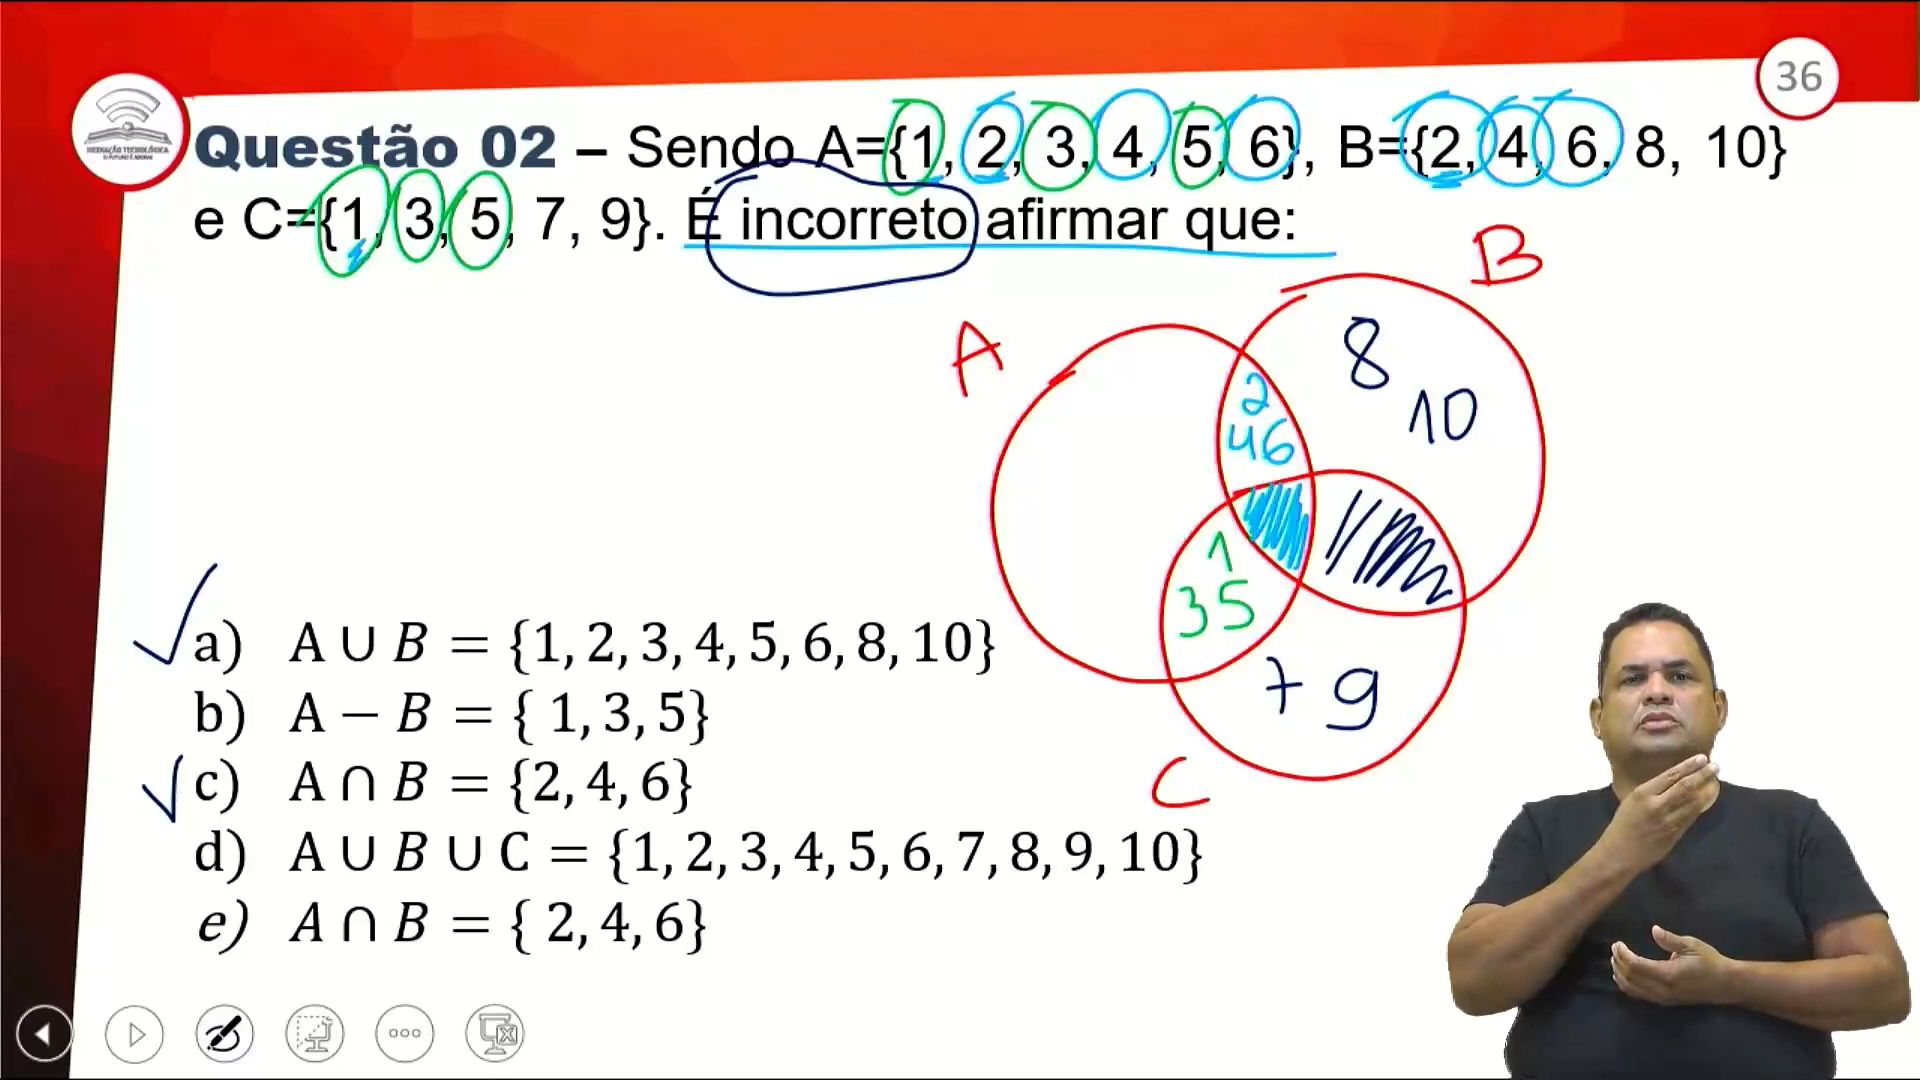 36
Questão 02 – Sendo A={1, 2, 3, 4, 5, 6}, B={2, 4, 6, 8, 10}
e C={1, 3, 5, 7, 9}. É incorreto afirmar que:
B
A
8
10
2
46
1
35
7 9
C
a) A ∪ B = {1, 2, 3, 4, 5, 6, 8, 10}
b) A − B = { 1, 3, 5}
c) A ∩ B = {2, 4, 6}
d) A ∪ B ∪ C = {1, 2, 3, 4, 5, 6, 7, 8, 9, 10}
e) A ∩ B = { 2, 4, 6}
MEDIAÇÃO TECNOLÓGICA